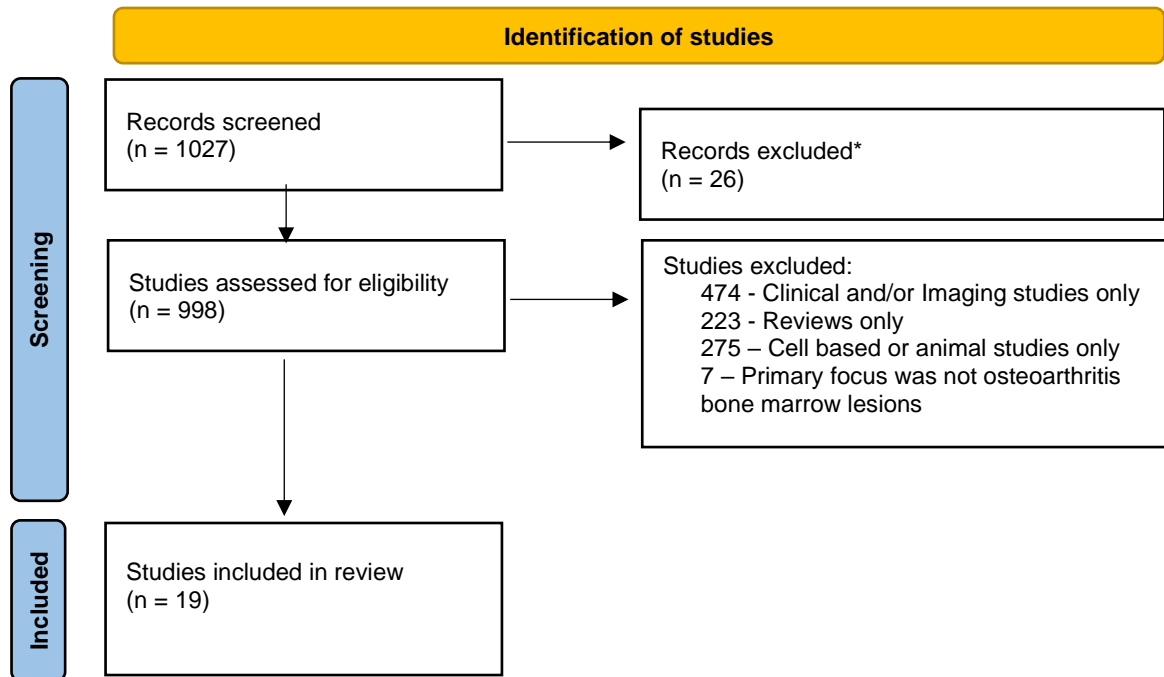 Identification of studies
Screening
Records screened
(n = 1027)
Records excluded*
(n = 26)
Studies assessed for eligibility
(n = 998)
Studies excluded:
474 - Clinical and/or Imaging studies only
223 - Reviews only
275 – Cell based or animal studies only
7 – Primary focus was not osteoarthritis
bone marrow lesions
Included
Studies included in review
(n = 19)